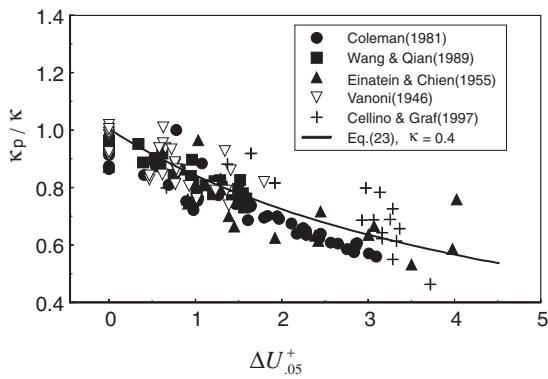 1.4
1.2
1.0
0.8
0.6
0.4
κp / κ
Coleman(1981)
Wang & Qian(1989)
Einatein & Chien(1955)
Vanoni(1946)
Cellino & Graf(1997)
Eq.(23), κ = 0.4
0 1 2 3 4 5
ΔU⁺.05